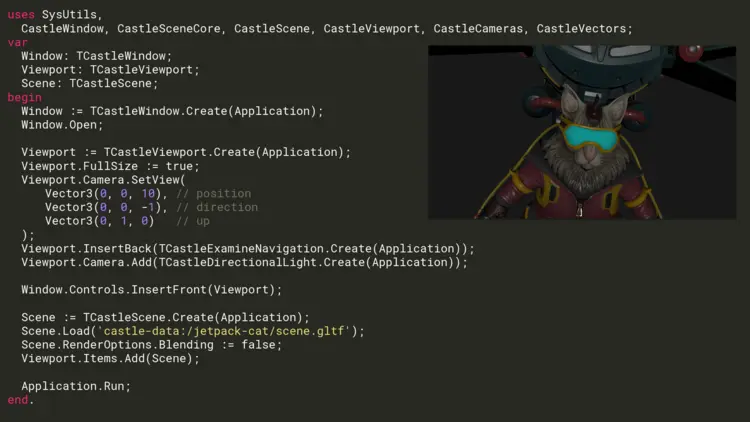 uses SysUtils,
  CastleWindow, CastleSceneCore, CastleScene, CastleViewport, CastleCameras, CastleVectors;
var
  Window: TCastleWindow;
  Viewport: TCastleViewport;
  Scene: TCastleScene;
begin
  Window := TCastleWindow.Create(Application);
  Window.Open;

  Viewport := TCastleViewport.Create(Application);
  Viewport.FullSize := true;
  Viewport.Camera.SetView(
     Vector3(0, 0, 10), // position
     Vector3(0, 0, -1), // direction
     Vector3(0, 1, 0)   // up
  );
  Viewport.InsertBack(TCastleExamineNavigation.Create(Application));
  Viewport.Camera.Add(TCastleDirectionalLight.Create(Application));

  Window.Controls.InsertFront(Viewport);

  Scene := TCastleScene.Create(Application);
  Scene.Load('castle-data:/jetpack-cat/scene.gltf');
  Scene.RenderOptions.Blending := false;
  Viewport.Items.Add(Scene);

  Application.Run;
end.